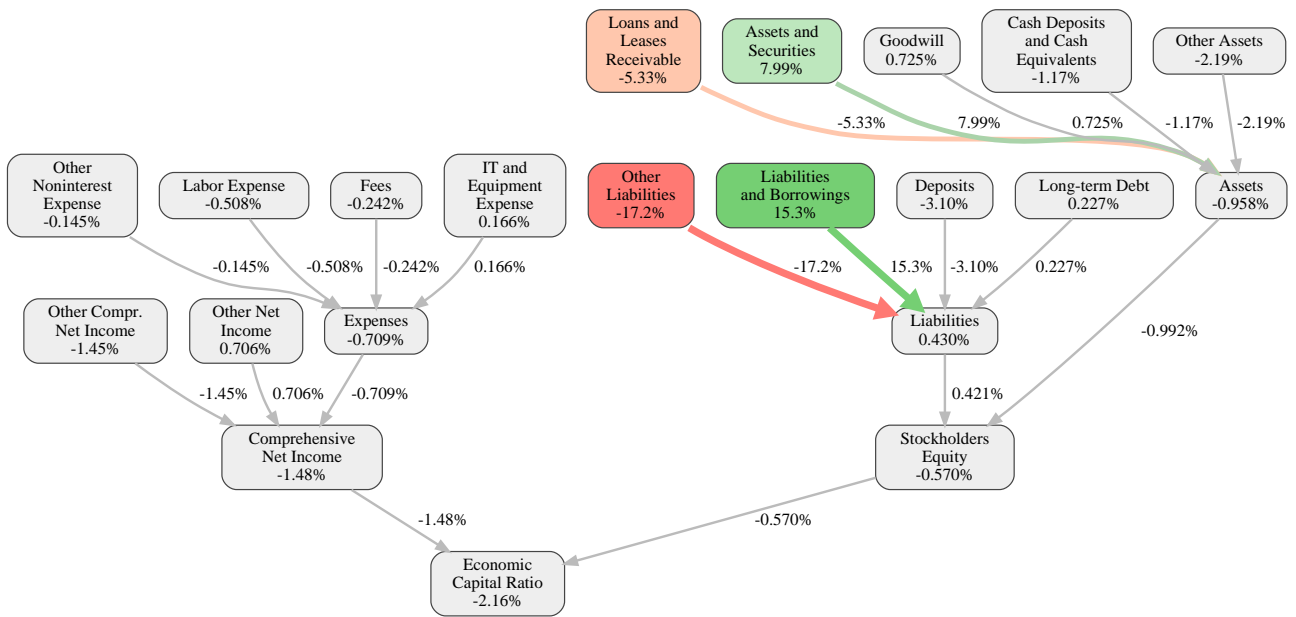 Loans and
Leases
Receivable
-5.33%
Assets and
Securities
7.99%
Goodwill
0.725%
Cash Deposits
and Cash
Equivalents
-1.17%
Other Assets
-2.19%
-5.33%
7.99%
0.725%
-1.17%
-2.19%
Other
Noninterest
Expense
-0.145%
Labor Expense
-0.508%
Fees
-0.242%
IT and
Equipment
Expense
0.166%
Other
Liabilities
-17.2%
Liabilities
and Borrowings
15.3%
Deposits
-3.10%
Long-term Debt
0.227%
Assets
-0.958%
-0.145%
-0.508%
-0.242%
0.166%
-17.2%
15.3%
-3.10%
0.227%
Other Compr.
Net Income
-1.45%
Other Net
Income
0.706%
Expenses
-0.709%
Liabilities
0.430%
-0.992%
-1.45%
0.706%
-0.709%
0.421%
Comprehensive
Net Income
-1.48%
Stockholders
Equity
-0.570%
-1.48%
-0.570%
Economic
Capital Ratio
-2.16%